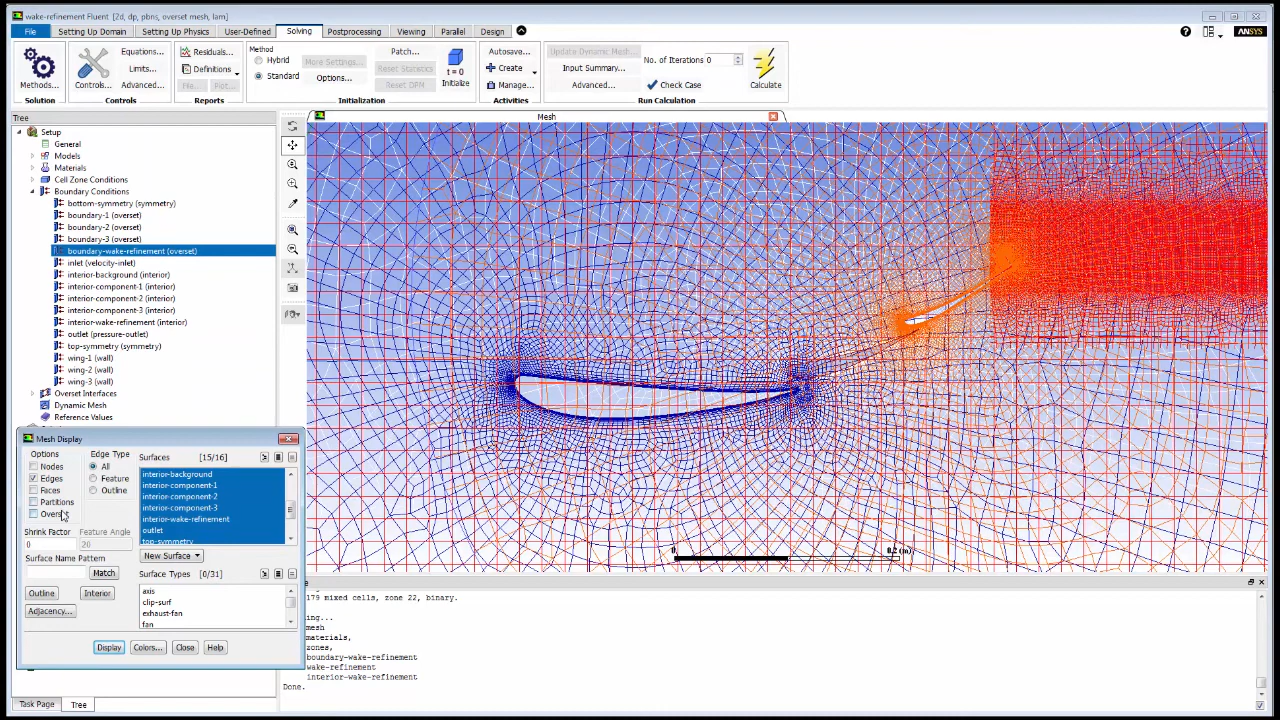 wake-refinement Fluent [2d, dp, pbns, overset mesh, lam]
File Setting Up Domain Setting Up Physics User-Defined Solving Postprocessing Viewing Parallel Design
ANSYS
Methods...
Solution
Controls...
Equations...
Limits...
Advanced...
Controls
Residuals...
Definitions
File...
Reports
Method
Hybrid
Standard
More Settings...
Options...
Patch...
Reset Statistics
Reset DPM
t = 0
Initialize
Initialization
Autosave...
Create
Manage...
Activities
Update Dynamic Mesh...
Input Summary...
Advanced...
No. of Iterations 0
Check Case
Calculate
Run Calculation
Tree
Setup
General
Models
Materials
Cell Zone Conditions
Boundary Conditions
bottom-symmetry (symmetry)
boundary-1 (overset)
boundary-2 (overset)
boundary-3 (overset)
boundary-wake-refinement (overset)
inlet (velocity-inlet)
interior-background (interior)
interior-component-1 (interior)
interior-component-2 (interior)
interior-component-3 (interior)
interior-wake-refinement (interior)
outlet (pressure-outlet)
top-symmetry (symmetry)
wing-1 (wall)
wing-2 (wall)
wing-3 (wall)
Overset Interfaces
Dynamic Mesh
Reference Values
Mesh Display
Options
Nodes
Edges
Faces
Partitions
Overset
Edge Type
All
Feature
Outline
Shrink Factor Feature Angle
0 20
Surface Name Pattern
Match
Outline Interior
Adjacency...
Surfaces [15/16]
interior-background
interior-component-1
interior-component-2
interior-component-3
interior-wake-refinement
outlet
top-symmetry
New Surface
Surface Types [0/31]
axis
clip-surf
exhaust-fan
fan
Display Colors... Close Help
Task Page Tree
Mesh
0 0.2 (m)
179 mixed cells, zone 22, binary.
ng...
mesh
materials,
zones,
boundary-wake-refinement
wake-refinement
interior-wake-refinement
Done.